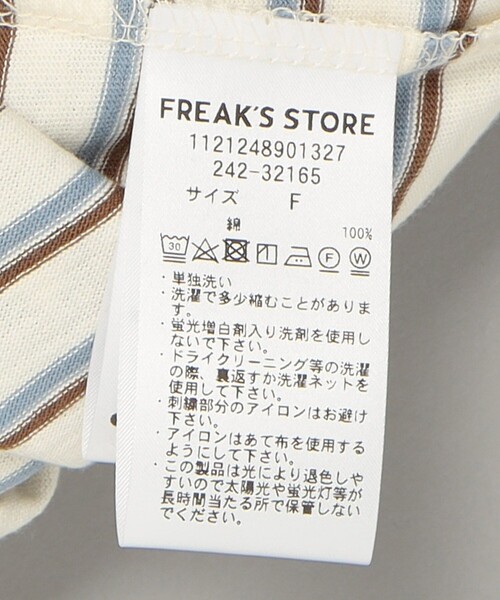 FREAK'S STORE
1121248901327
242-32165
サイズ F
綿 100%
30 F W
・単独洗い
・洗濯で多少縮むことがありま
す。
・蛍光増白剤入り洗剤を使用し
ないで下さい。
・ドライクリーニング等の洗濯
の際、裏返すか洗濯ネットを
使用して下さい。
・刺繍部分のアイロンはお避け
下さい。
・アイロンはあて布を使用する
ようにして下さい。
・この製品は光により退色しや
すいので太陽光や蛍光灯等が
長時間当たる所で保管しない
でください。